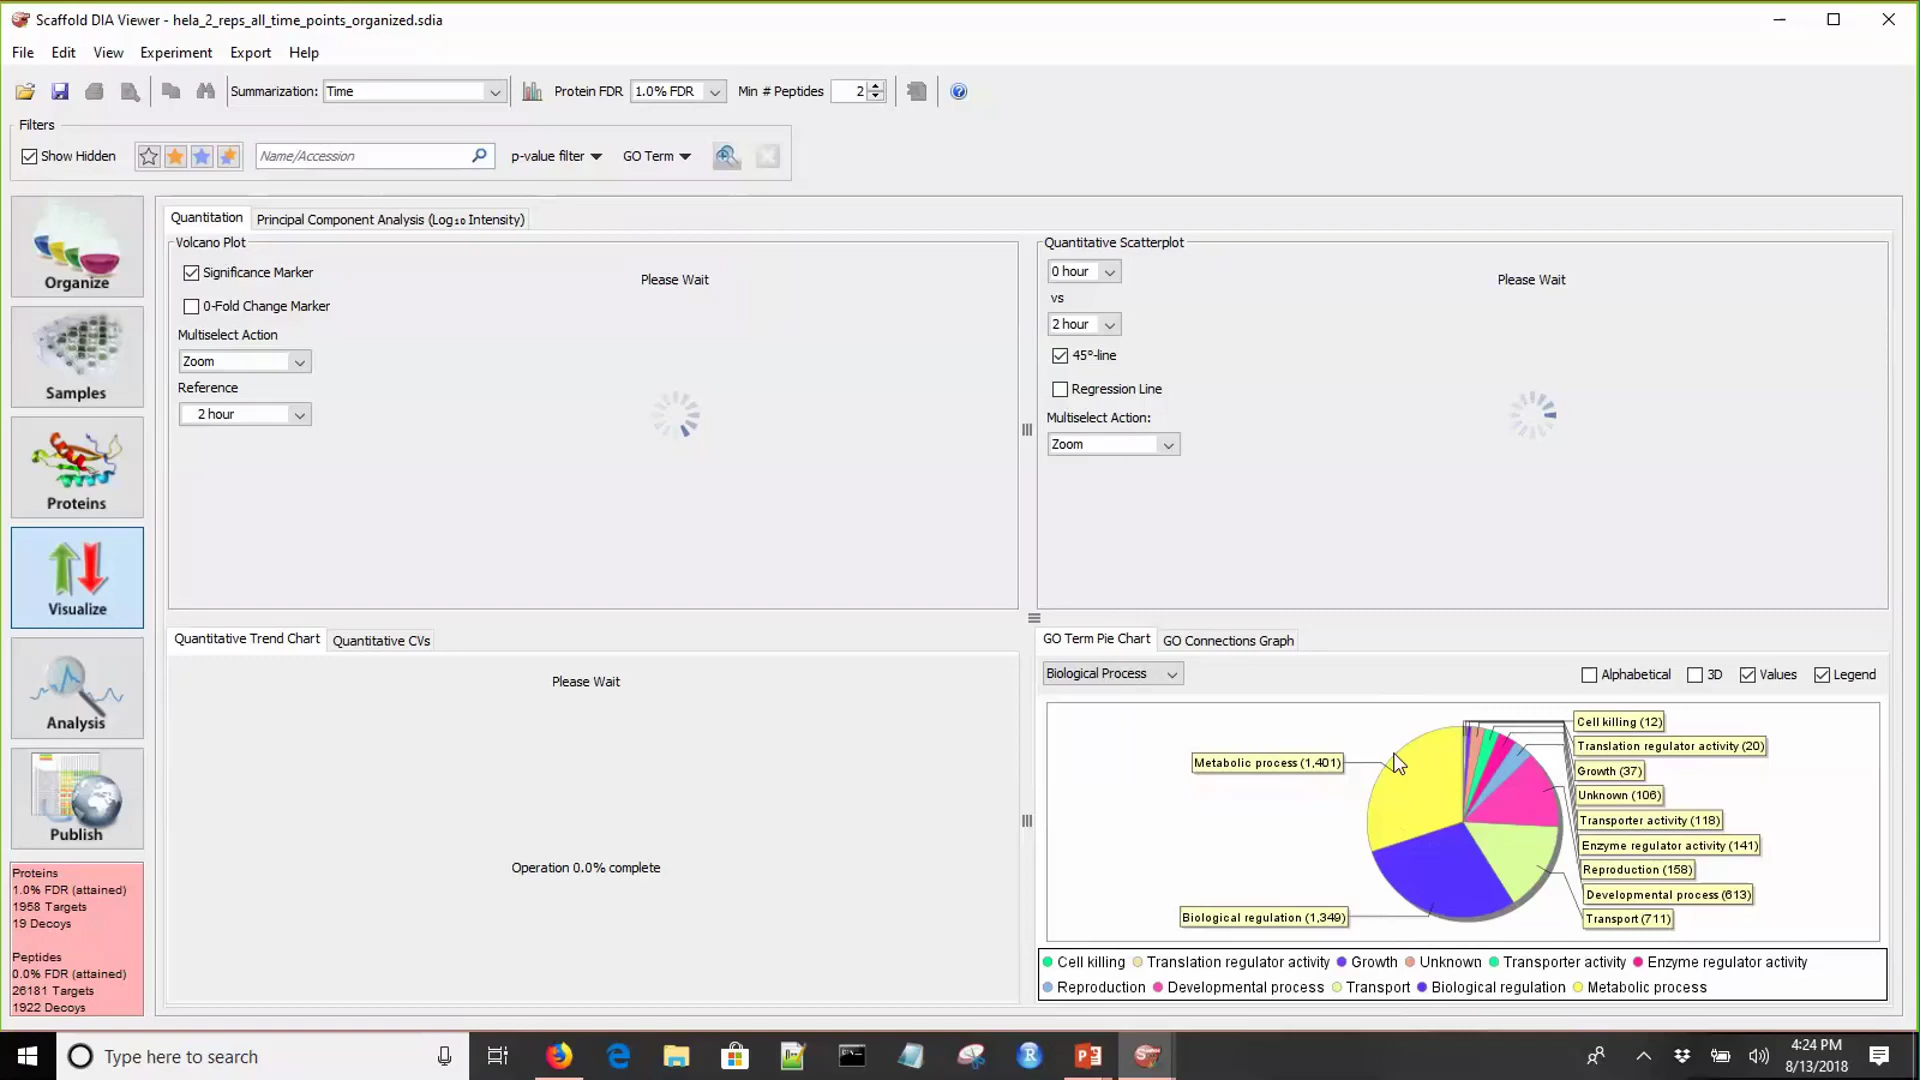 Scaffold DIA Viewer - hela_2_reps_all_time_points_organized.sdia
File Edit View Experiment Export Help
Summarization: Time Protein FDR 1.0% FDR Min # Peptides 2
Filters
Show Hidden Name/Accession p-value filter GO Term
Organize
Samples
Proteins
Visualize
Analysis
Publish
Proteins
1.0% FDR (attained)
1958 Targets
19 Decoys
Peptides
0.0% FDR (attained)
26181 Targets
1922 Decoys
Quantitation Principal Component Analysis (Log₁₀ Intensity)
Volcano Plot
Significance Marker
0-Fold Change Marker
Multiselect Action
Zoom
Reference
2 hour
Please Wait
Quantitative Scatterplot
0 hour
vs
2 hour
45°-line
Regression Line
Multiselect Action:
Zoom
Please Wait
Quantitative Trend Chart Quantitative CVs
Please Wait
Operation 0.0% complete
GO Term Pie Chart GO Connections Graph
Biological Process Alphabetical 3D Values Legend
Metabolic process (1,401)
Biological regulation (1,349)
Cell killing (12)
Translation regulator activity (20)
Growth (37)
Unknown (106)
Transporter activity (118)
Enzyme regulator activity (141)
Reproduction (158)
Developmental process (613)
Transport (711)
Cell killing Translation regulator activity Growth Unknown Transporter activity Enzyme regulator activity
Reproduction Developmental process Transport Biological regulation Metabolic process
Type here to search
4:24 PM
8/13/2018